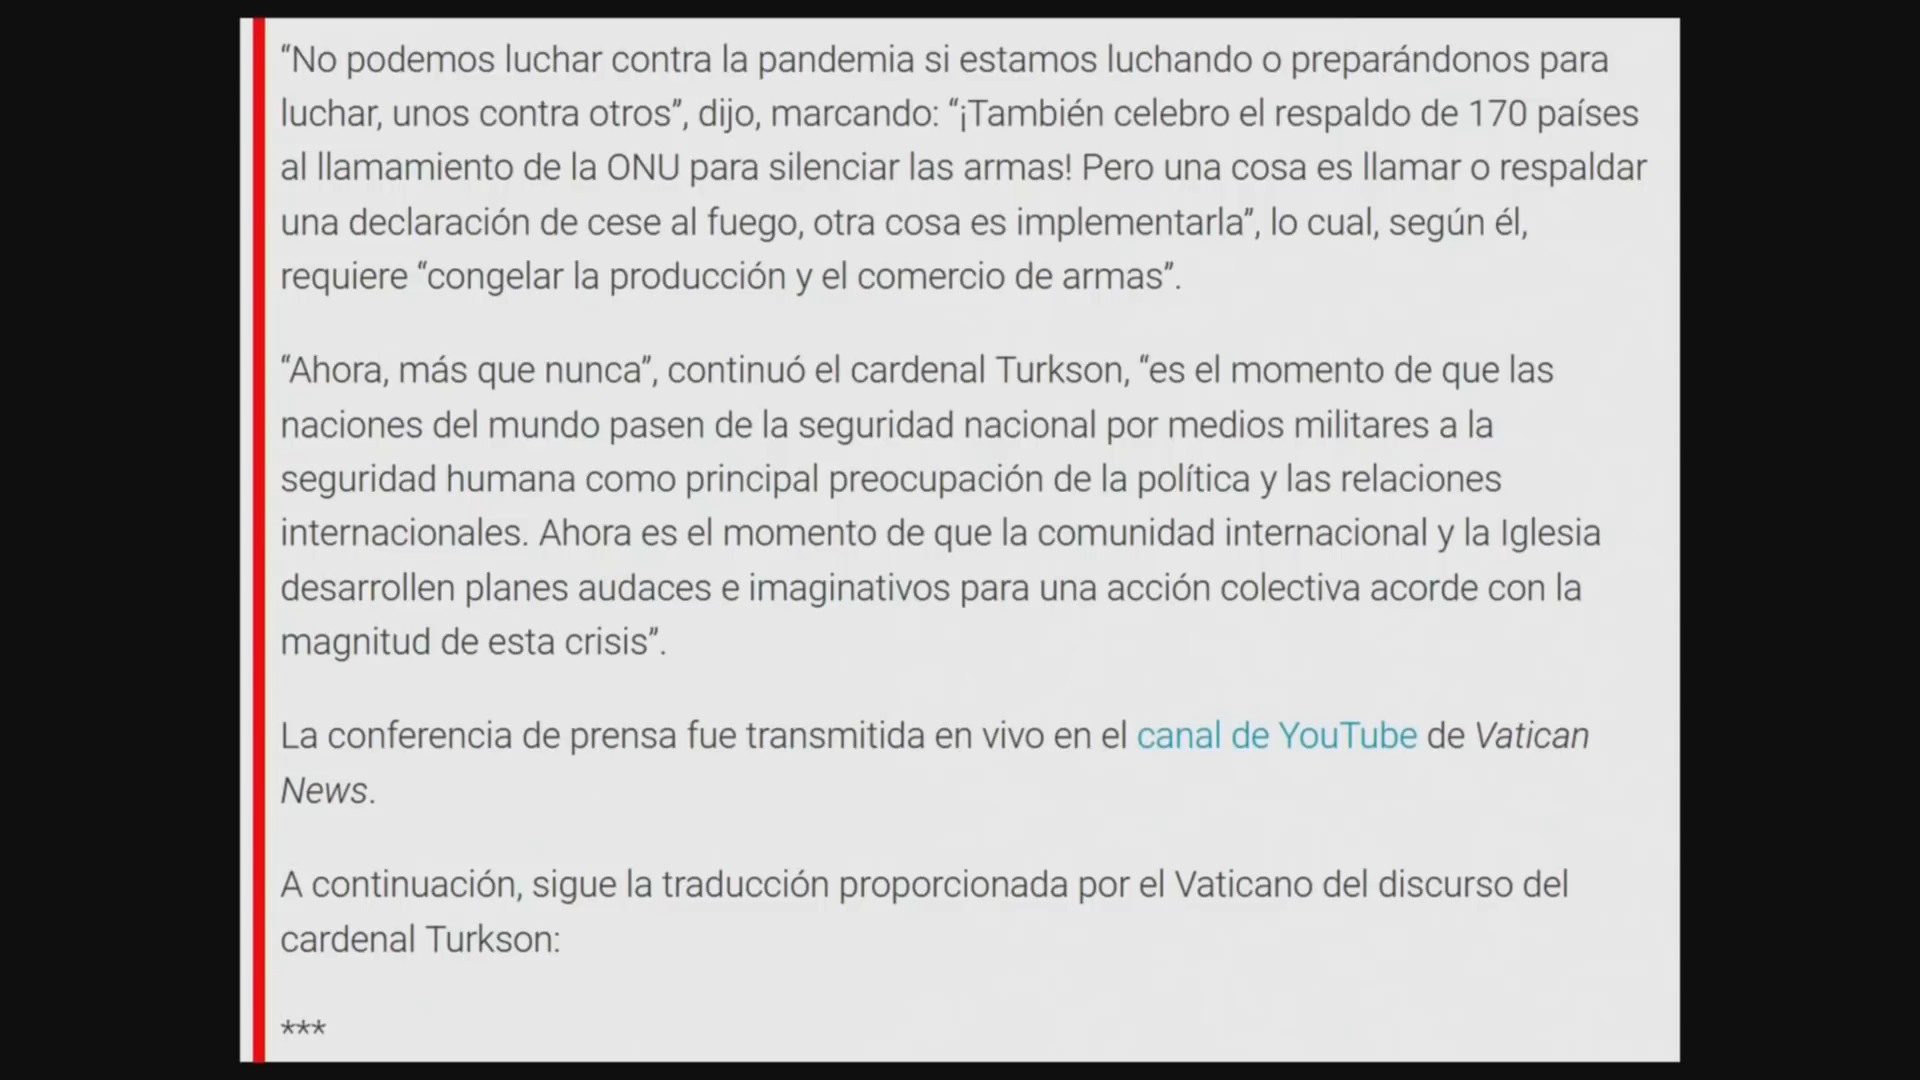 “No podemos luchar contra la pandemia si estamos luchando o preparándonos para
luchar, unos contra otros”, dijo, marcando: “¡También celebro el respaldo de 170 países
al llamamiento de la ONU para silenciar las armas! Pero una cosa es llamar o respaldar
una declaración de cese al fuego, otra cosa es implementarla”, lo cual, según él,
requiere “congelar la producción y el comercio de armas”.
“Ahora, más que nunca”, continuó el cardenal Turkson, “es el momento de que las
naciones del mundo pasen de la seguridad nacional por medios militares a la
seguridad humana como principal preocupación de la política y las relaciones
internacionales. Ahora es el momento de que la comunidad internacional y la Iglesia
desarrollen planes audaces e imaginativos para una acción colectiva acorde con la
magnitud de esta crisis”.
La conferencia de prensa fue transmitida en vivo en el canal de YouTube de Vatican
News.
A continuación, sigue la traducción proporcionada por el Vaticano del discurso del
cardenal Turkson:
***